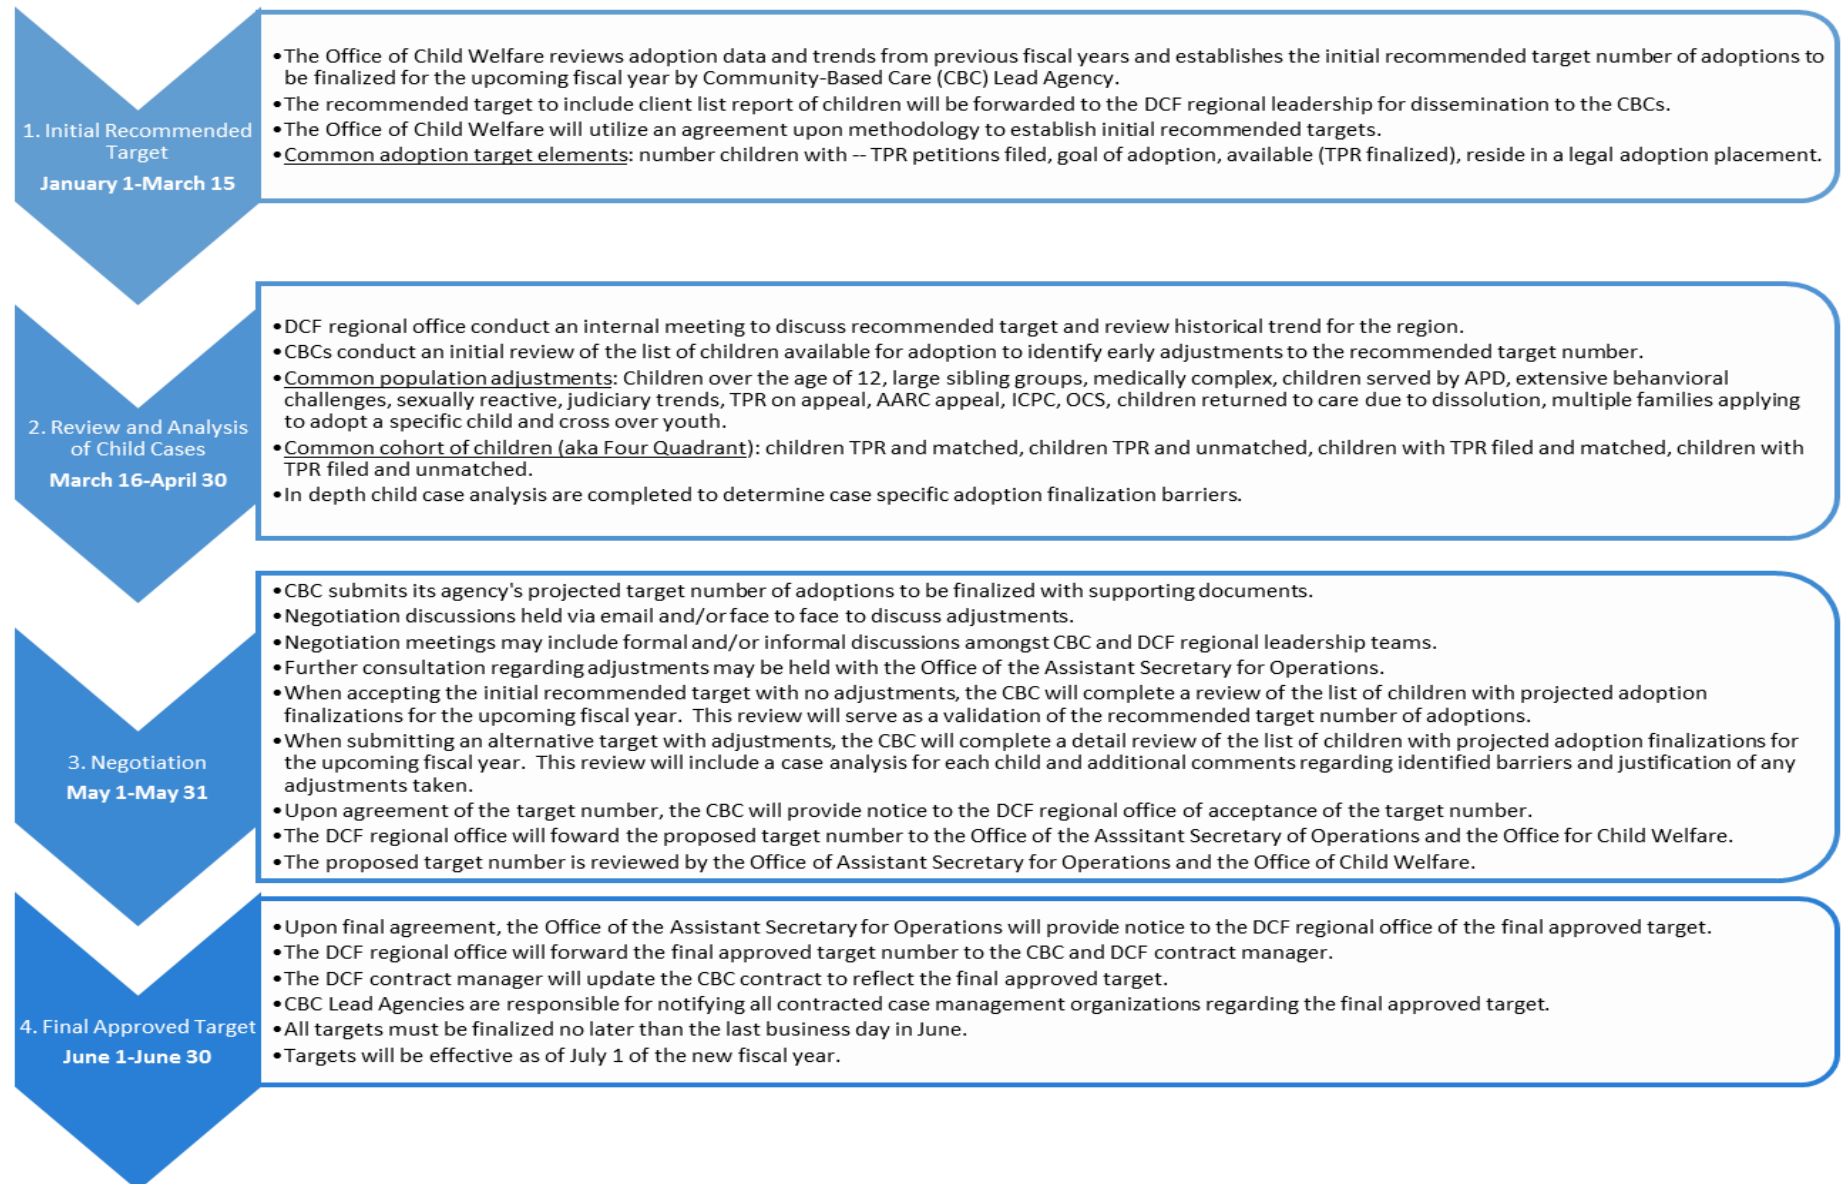 1. Initial Recommended
Target
January 1-March 15
•The Office of Child Welfare reviews adoption data and trends from previous fiscal years and establishes the initial recommended target number of adoptions to
be finalized for the upcoming fiscal year by Community-Based Care (CBC) Lead Agency.
•The recommended target to include client list report of children will be forwarded to the DCF regional leadership for dissemination to the CBCs.
•The Office of Child Welfare will utilize an agreement upon methodology to establish initial recommended targets.
•Common adoption target elements: number children with -- TPR petitions filed, goal of adoption, available (TPR finalized), reside in a legal adoption placement.
2. Review and Analysis
of Child Cases
March 16-April 30
•DCF regional office conduct an internal meeting to discuss recommended target and review historical trend for the region.
•CBCs conduct an initial review of the list of children available for adoption to identify early adjustments to the recommended target number.
•Common population adjustments: Children over the age of 12, large sibling groups, medically complex, children served by APD, extensive behanvioral
challenges, sexually reactive, judiciary trends, TPR on appeal, AARC appeal, ICPC, OCS, children returned to care due to dissolution, multiple families applying
to adopt a specific child and cross over youth.
•Common cohort of children (aka Four Quadrant): children TPR and matched, children TPR and unmatched, children with TPR filed and matched, children with
TPR filed and unmatched.
•In depth child case analysis are completed to determine case specific adoption finalization barriers.
3. Negotiation
May 1-May 31
•CBC submits its agency's projected target number of adoptions to be finalized with supporting documents.
•Negotiation discussions held via email and/or face to face to discuss adjustments.
•Negotiation meetings may include formal and/or informal discussions amongst CBC and DCF regional leadership teams.
•Further consultation regarding adjustments may be held with the Office of the Assistant Secretary for Operations.
•When accepting the initial recommended target with no adjustments, the CBC will complete a review of the list of children with projected adoption
finalizations for the upcoming fiscal year. This review will serve as a validation of the recommended target number of adoptions.
•When submitting an alternative target with adjustments, the CBC will complete a detail review of the list of children with projected adoption finalizations for
the upcoming fiscal year. This review will include a case analysis for each child and additional comments regarding identified barriers and justification of any
adjustments taken.
•Upon agreement of the target number, the CBC will provide notice to the DCF regional office of acceptance of the target number.
•The DCF regional office will foward the proposed target number to the Office of the Asssitant Secretary of Operations and the Office for Child Welfare.
•The proposed target number is reviewed by the Office of Assistant Secretary for Operations and the Office of Child Welfare.
4. Final Approved Target
June 1-June 30
•Upon final agreement, the Office of the Assistant Secretary for Operations will provide notice to the DCF regional office of the final approved target.
•The DCF regional office will forward the final approved target number to the CBC and DCF contract manager.
•The DCF contract manager will update the CBC contract to reflect the final approved target.
•CBC Lead Agencies are responsible for notifying all contracted case management organizations regarding the final approved target.
•All targets must be finalized no later than the last business day in June.
•Targets will be effective as of July 1 of the new fiscal year.